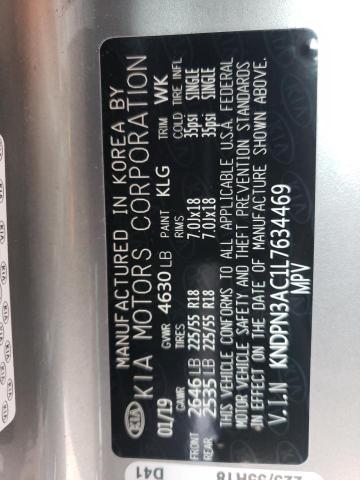 MANUFACTURED IN KOREA BY
KIA KIA MOTORS CORPORATION
01/19 GVWR 4630 LB PAINT KLG TRIM WK
GAWR TIRES RIMS COLD TIRE INFL
FRONT 2646 LB 225/55 R18 7.0JX18 35psi SINGLE
REAR 2535 LB 225/55 R18 7.0JX18 35psi SINGLE
THIS VEHICLE CONFORMS TO ALL APPLICABLE U.S.A. FEDERAL
MOTOR VEHICLE SAFETY AND THEFT PREVENTION STANDARDS
IN EFFECT ON THE DATE OF MANUFACTURE SHOWN ABOVE.
V.I.N KNDPN3AC1L7634469
MPV
225/55R18
D41